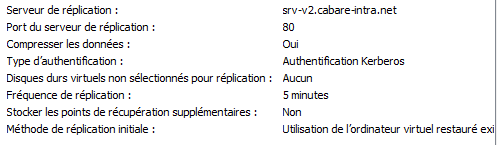 Serveur de réplication : srv-v2.cabare-intra.net
Port du serveur de réplication : 80
Compresser les données : Oui
Type d'authentification : Authentification Kerberos
Disques durs virtuels non sélectionnés pour réplication : Aucun
Fréquence de réplication : 5 minutes
Stocker les points de récupération supplémentaires : Non
Méthode de réplication initiale : Utilisation de l'ordinateur virtuel restauré exi